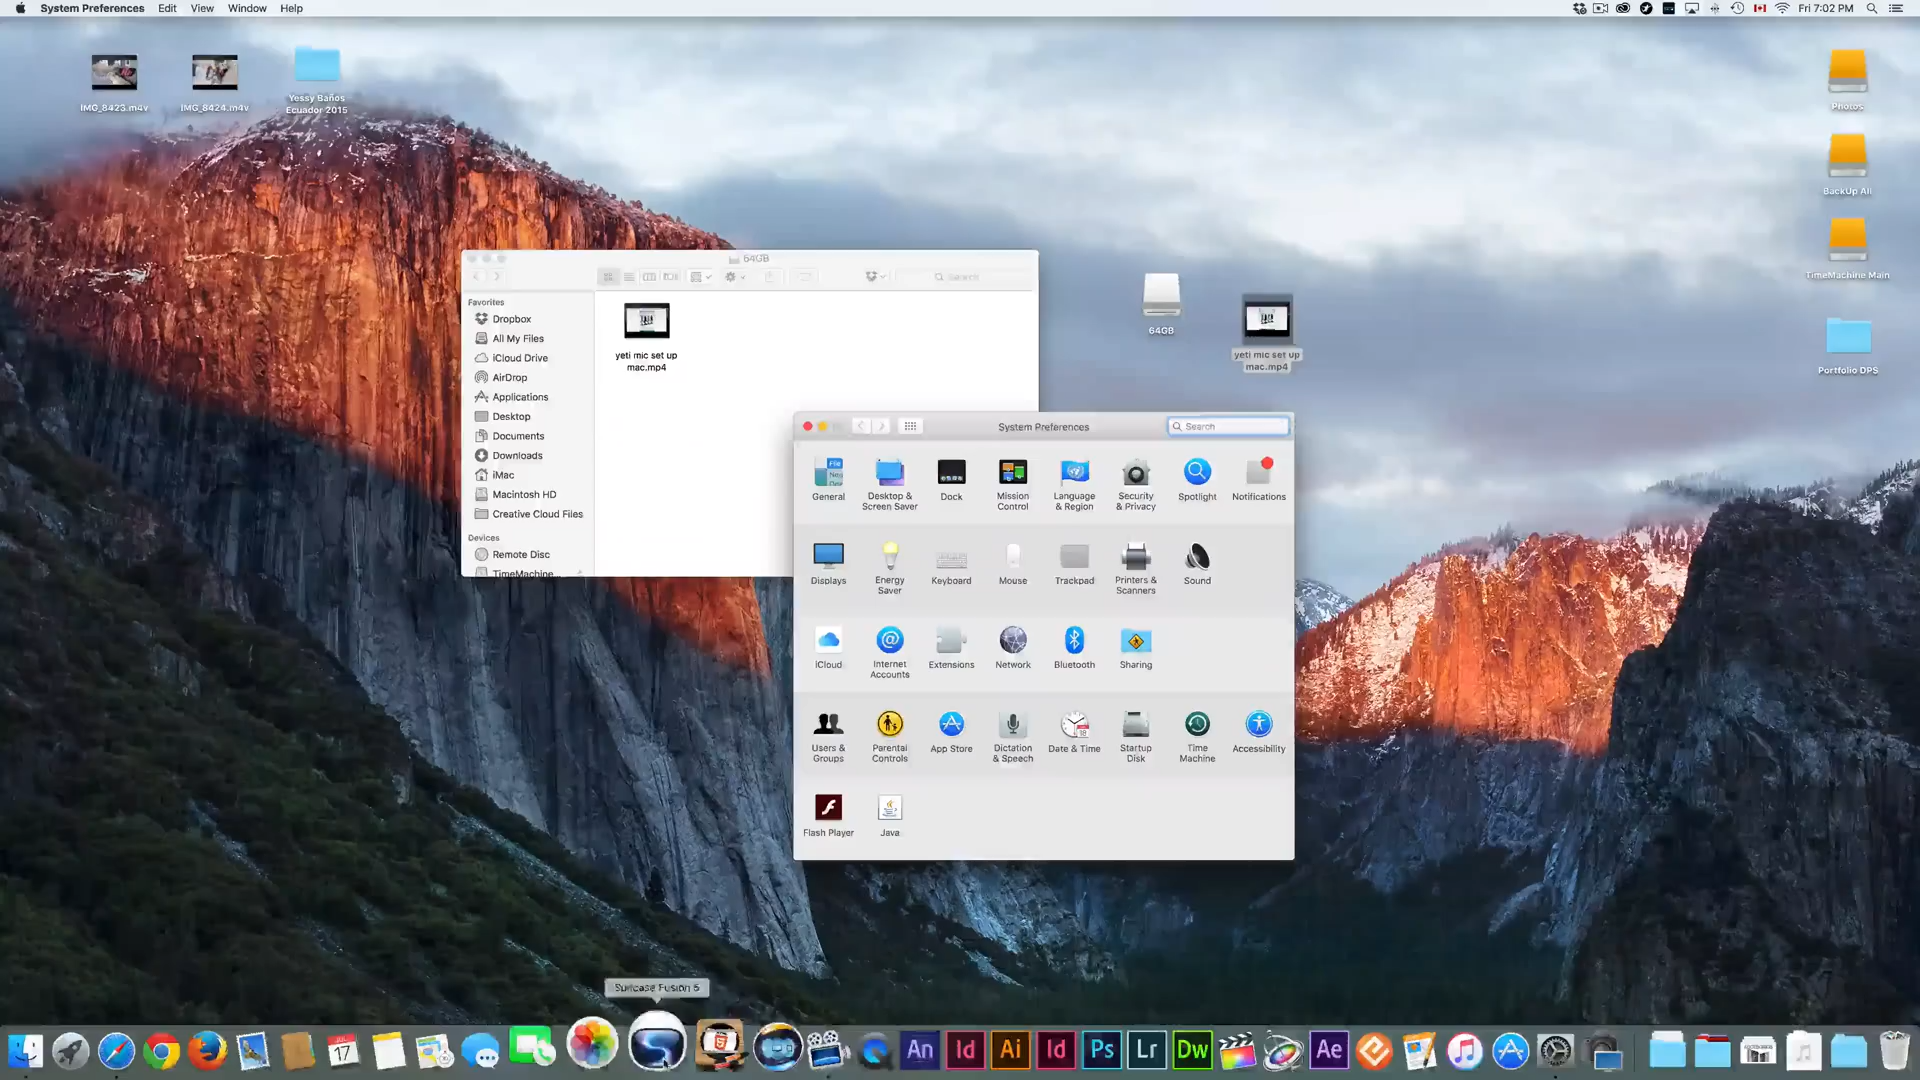 System Preferences Edit View Window Help
Fri 7:02 PM
IMG_8423.m4v
IMG_8424.m4v
Yessy Baños
Ecuador 2015
Photos
BackUp All
TimeMachine Main
Portfolio DPS
64GB
Search
Favorites
Dropbox
All My Files
iCloud Drive
AirDrop
Applications
Desktop
Documents
Downloads
iMac
Macintosh HD
Creative Cloud Files
Devices
Remote Disc
TimeMachine...
yeti mic set up
mac.mp4
64GB
yeti mic set up
mac.mp4
System Preferences
Search
General
Desktop &
Screen Saver
Dock
Mission
Control
Language
& Region
Security
& Privacy
Spotlight
Notifications
Displays
Energy
Saver
Keyboard
Mouse
Trackpad
Printers &
Scanners
Sound
iCloud
Internet
Accounts
Extensions
Network
Bluetooth
Sharing
Users &
Groups
Parental
Controls
App Store
Dictation
& Speech
Date & Time
Startup
Disk
Time
Machine
Accessibility
Flash Player
Java
Suitcase Fusion 6
JUL
17
An
Id
Ai
Id
Ps
Lr
Dw
Ae